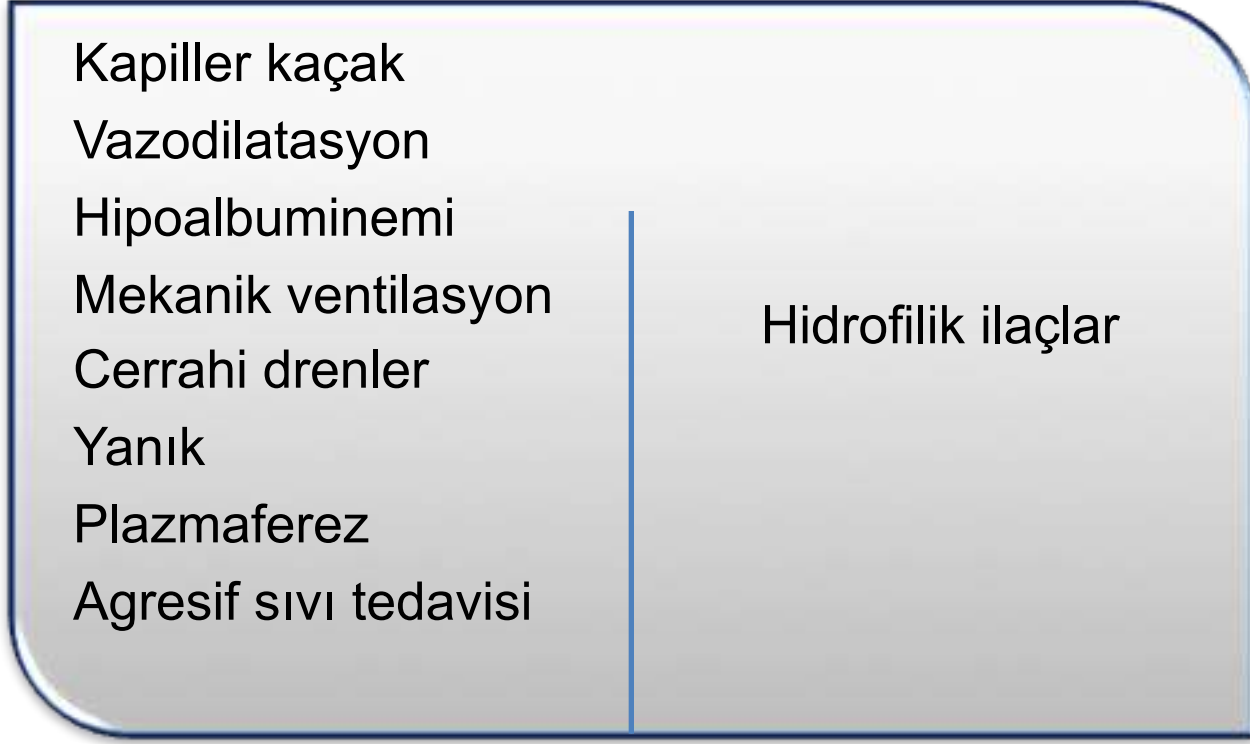 Kapiller kaçak
Vazodilatasyon
Hipoalbuminemi
Mekanik ventilasyon
Cerrahi drenler
Yanık
Plazmaferez
Agresif sıvı tedavisi
Hidrofilik ilaçlar